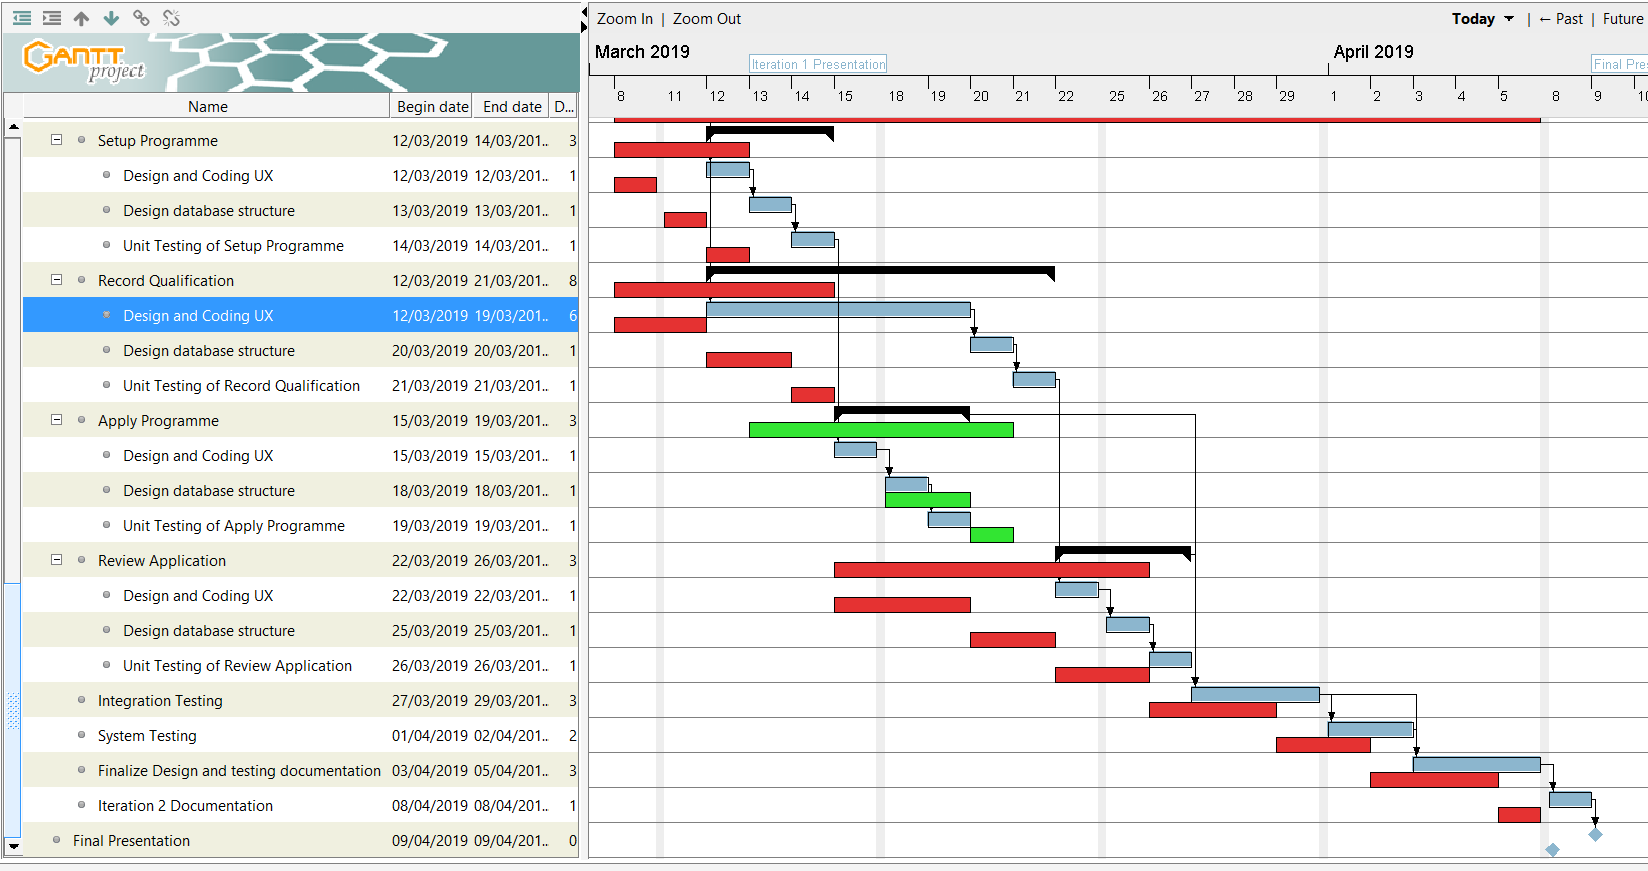 Zoom In | Zoom Out
Today | ← Past | Future
GANTT project
March 2019
April 2019
Iteration 1 Presentation
Final Pre
Name Begin date End date D...
8 11 12 13 14 15 18 19 20 21 22 25 26 27 28 29 1 2 3 4 5 8 9 10
Setup Programme 12/03/2019 14/03/201.. 3
Design and Coding UX 12/03/2019 12/03/201.. 1
Design database structure 13/03/2019 13/03/201.. 1
Unit Testing of Setup Programme 14/03/2019 14/03/201.. 1
Record Qualification 12/03/2019 21/03/201.. 8
Design and Coding UX 12/03/2019 19/03/201.. 6
Design database structure 20/03/2019 20/03/201.. 1
Unit Testing of Record Qualification 21/03/2019 21/03/201.. 1
Apply Programme 15/03/2019 19/03/201.. 3
Design and Coding UX 15/03/2019 15/03/201.. 1
Design database structure 18/03/2019 18/03/201.. 1
Unit Testing of Apply Programme 19/03/2019 19/03/201.. 1
Review Application 22/03/2019 26/03/201.. 3
Design and Coding UX 22/03/2019 22/03/201.. 1
Design database structure 25/03/2019 25/03/201.. 1
Unit Testing of Review Application 26/03/2019 26/03/201.. 1
Integration Testing 27/03/2019 29/03/201.. 3
System Testing 01/04/2019 02/04/201.. 2
Finalize Design and testing documentation 03/04/2019 05/04/201.. 3
Iteration 2 Documentation 08/04/2019 08/04/201.. 1
Final Presentation 09/04/2019 09/04/201.. 0